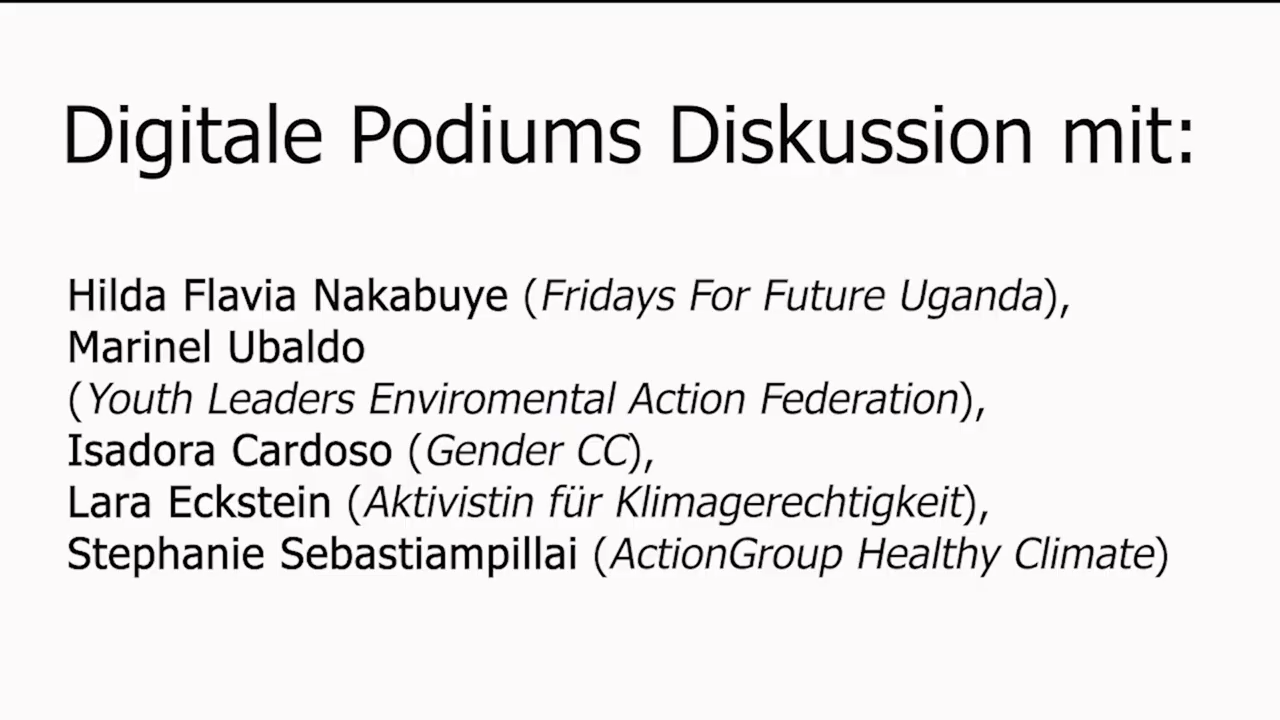 Digitale Podiums Diskussion mit:
Hilda Flavia Nakabuye (Fridays For Future Uganda),
Marinel Ubaldo
(Youth Leaders Enviromental Action Federation),
Isadora Cardoso (Gender CC),
Lara Eckstein (Aktivistin für Klimagerechtigkeit),
Stephanie Sebastiampillai (ActionGroup Healthy Climate)